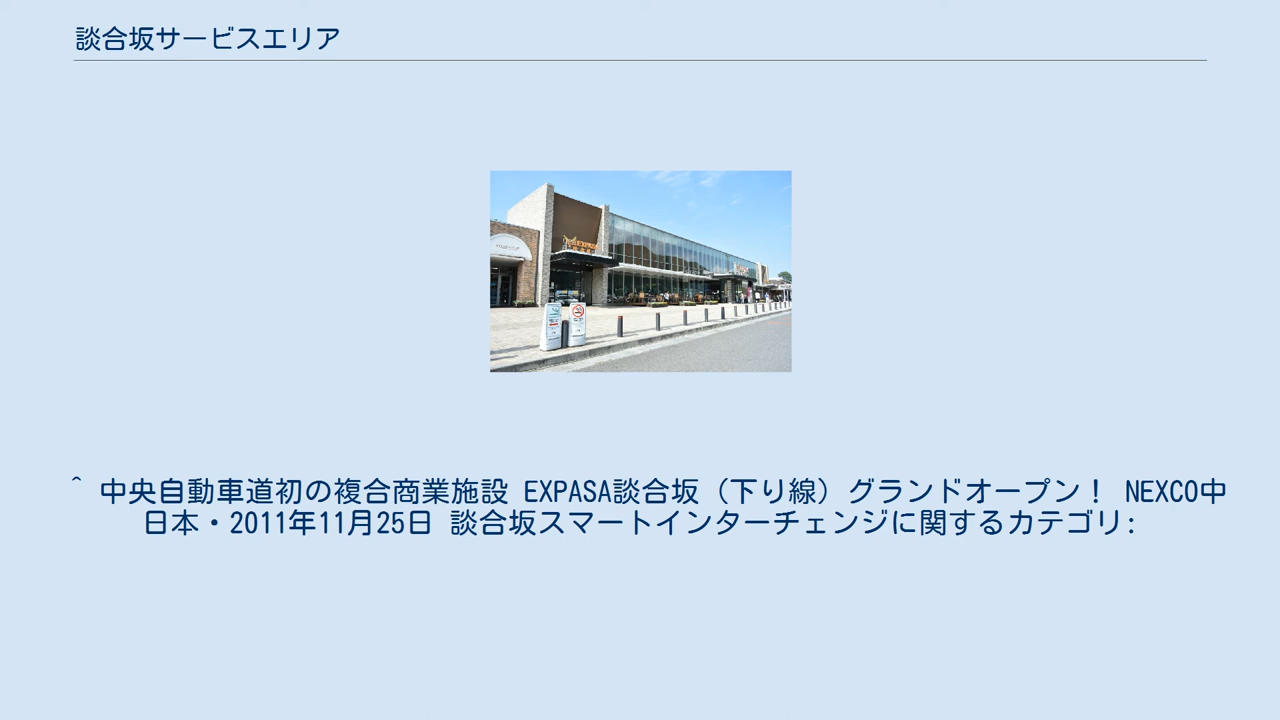 談合坂サービスエリア
^ 中央自動車道初の複合商業施設 EXPASA談合坂（下り線）グランドオープン！ NEXCO中
日本・2011年11月25日 談合坂スマートインターチェンジに関するカテゴリ: